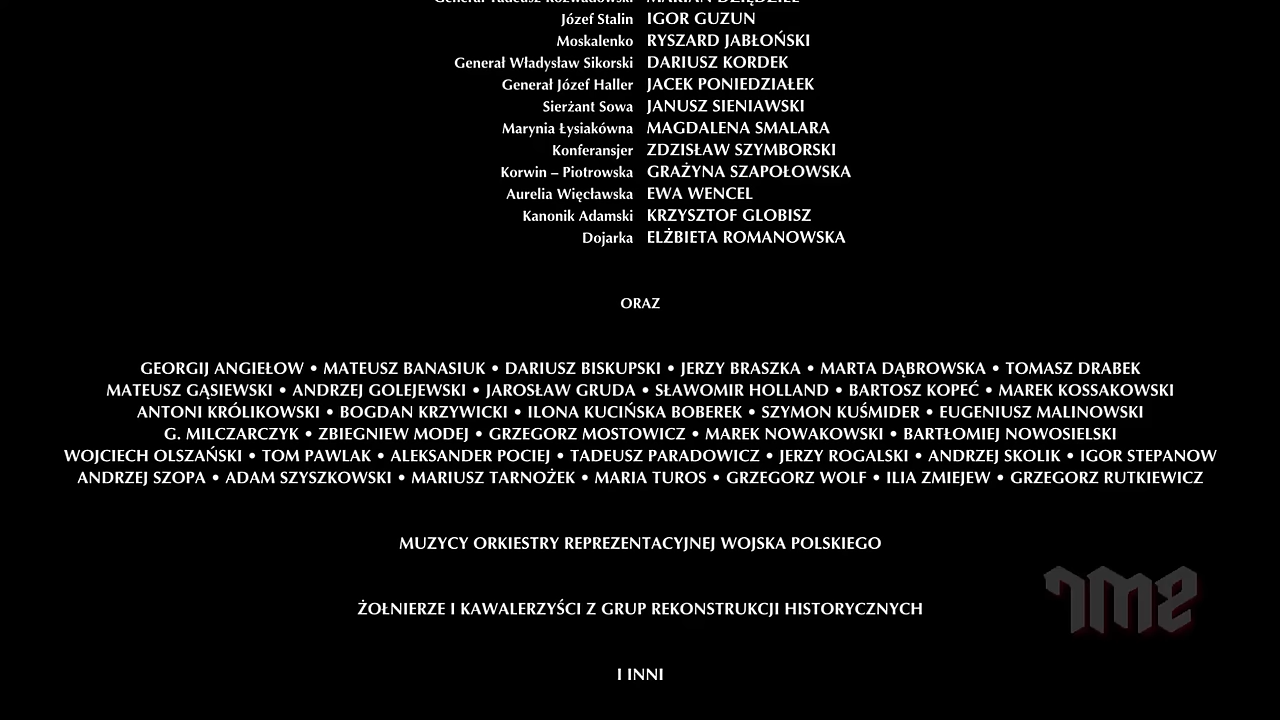 Generał Tadeusz Rozwadowski MARIAN DZIĘDZIEL
Józef Stalin IGOR GUZUN
Moskalenko RYSZARD JABŁOŃSKI
Generał Władysław Sikorski DARIUSZ KORDEK
Generał Józef Haller JACEK PONIEDZIAŁEK
Sierżant Sowa JANUSZ SIENIAWSKI
Marynia Łysiakówna MAGDALENA SMALARA
Konferansjer ZDZISŁAW SZYMBORSKI
Korwin – Piotrowska GRAŻYNA SZAPOŁOWSKA
Aurelia Więcławska EWA WENCEL
Kanonik Adamski KRZYSZTOF GLOBISZ
Dojarka ELŻBIETA ROMANOWSKA
ORAZ
GEORGIJ ANGIEŁOW • MATEUSZ BANASIUK • DARIUSZ BISKUPSKI • JERZY BRASZKA • MARTA DĄBROWSKA • TOMASZ DRABEK
MATEUSZ GĄSIEWSKI • ANDRZEJ GOLEJEWSKI • JAROSŁAW GRUDA • SŁAWOMIR HOLLAND • BARTOSZ KOPEĆ • MAREK KOSSAKOWSKI
ANTONI KRÓLIKOWSKI • BOGDAN KRZYWICKI • ILONA KUCIŃSKA BOBEREK • SZYMON KUŚMIDER • EUGENIUSZ MALINOWSKI
G. MILCZARCZYK • ZBIEGNIEW MODEJ • GRZEGORZ MOSTOWICZ • MAREK NOWAKOWSKI • BARTŁOMIEJ NOWOSIELSKI
WOJCIECH OLSZAŃSKI • TOM PAWLAK • ALEKSANDER POCIEJ • TADEUSZ PARADOWICZ • JERZY ROGALSKI • ANDRZEJ SKOLIK • IGOR STEPANOW
ANDRZEJ SZOPA • ADAM SZYSZKOWSKI • MARIUSZ TARNOŻEK • MARIA TUROS • GRZEGORZ WOLF • ILIA ZMIEJEW • GRZEGORZ RUTKIEWICZ
MUZYCY ORKIESTRY REPREZENTACYJNEJ WOJSKA POLSKIEGO
ŻOŁNIERZE I KAWALERZYŚCI Z GRUP REKONSTRUKCJI HISTORYCZNYCH
I INNI